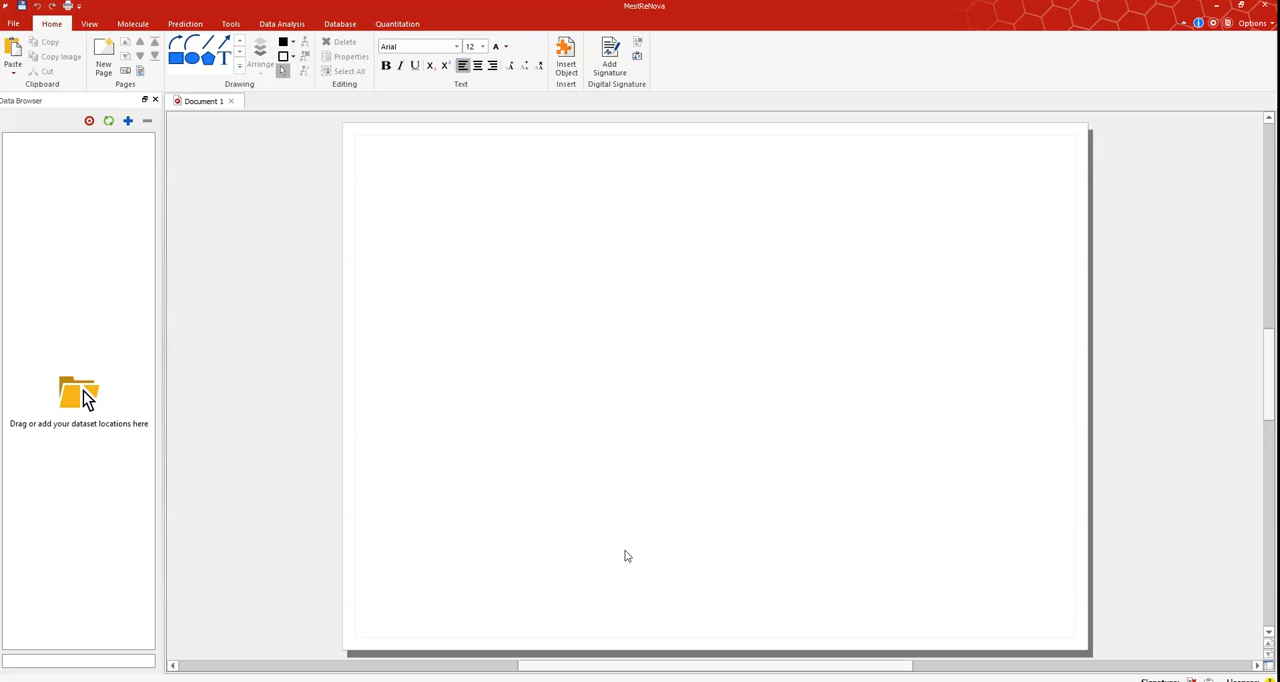 MestReNova
File Home View Molecule Prediction Tools Data Analysis Database Quantitation Options
Paste Copy Copy Image Cut Clipboard
New Page Pages
T Arrange Drawing
Delete Properties Select All Editing
Arial 12 A
B I U X X Text
Insert Object Insert
Add Signature Digital Signature
Data Browser
Document 1
Drag or add your dataset locations here